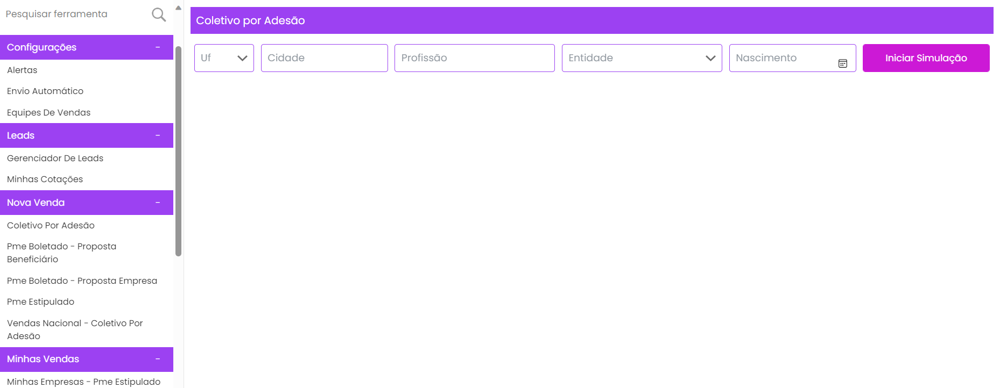 Pesquisar ferramenta
Configurações -
Alertas
Envio Automático
Equipes De Vendas
Leads -
Gerenciador De Leads
Minhas Cotações
Nova Venda -
Coletivo Por Adesão
Pme Boletado - Proposta
Beneficiário
Pme Boletado - Proposta Empresa
Pme Estipulado
Vendas Nacional - Coletivo Por
Adesão
Minhas Vendas -
Minhas Empresas - Pme Estipulado
Coletivo por Adesão
Uf
Cidade
Profissão
Entidade
Nascimento
Iniciar Simulação